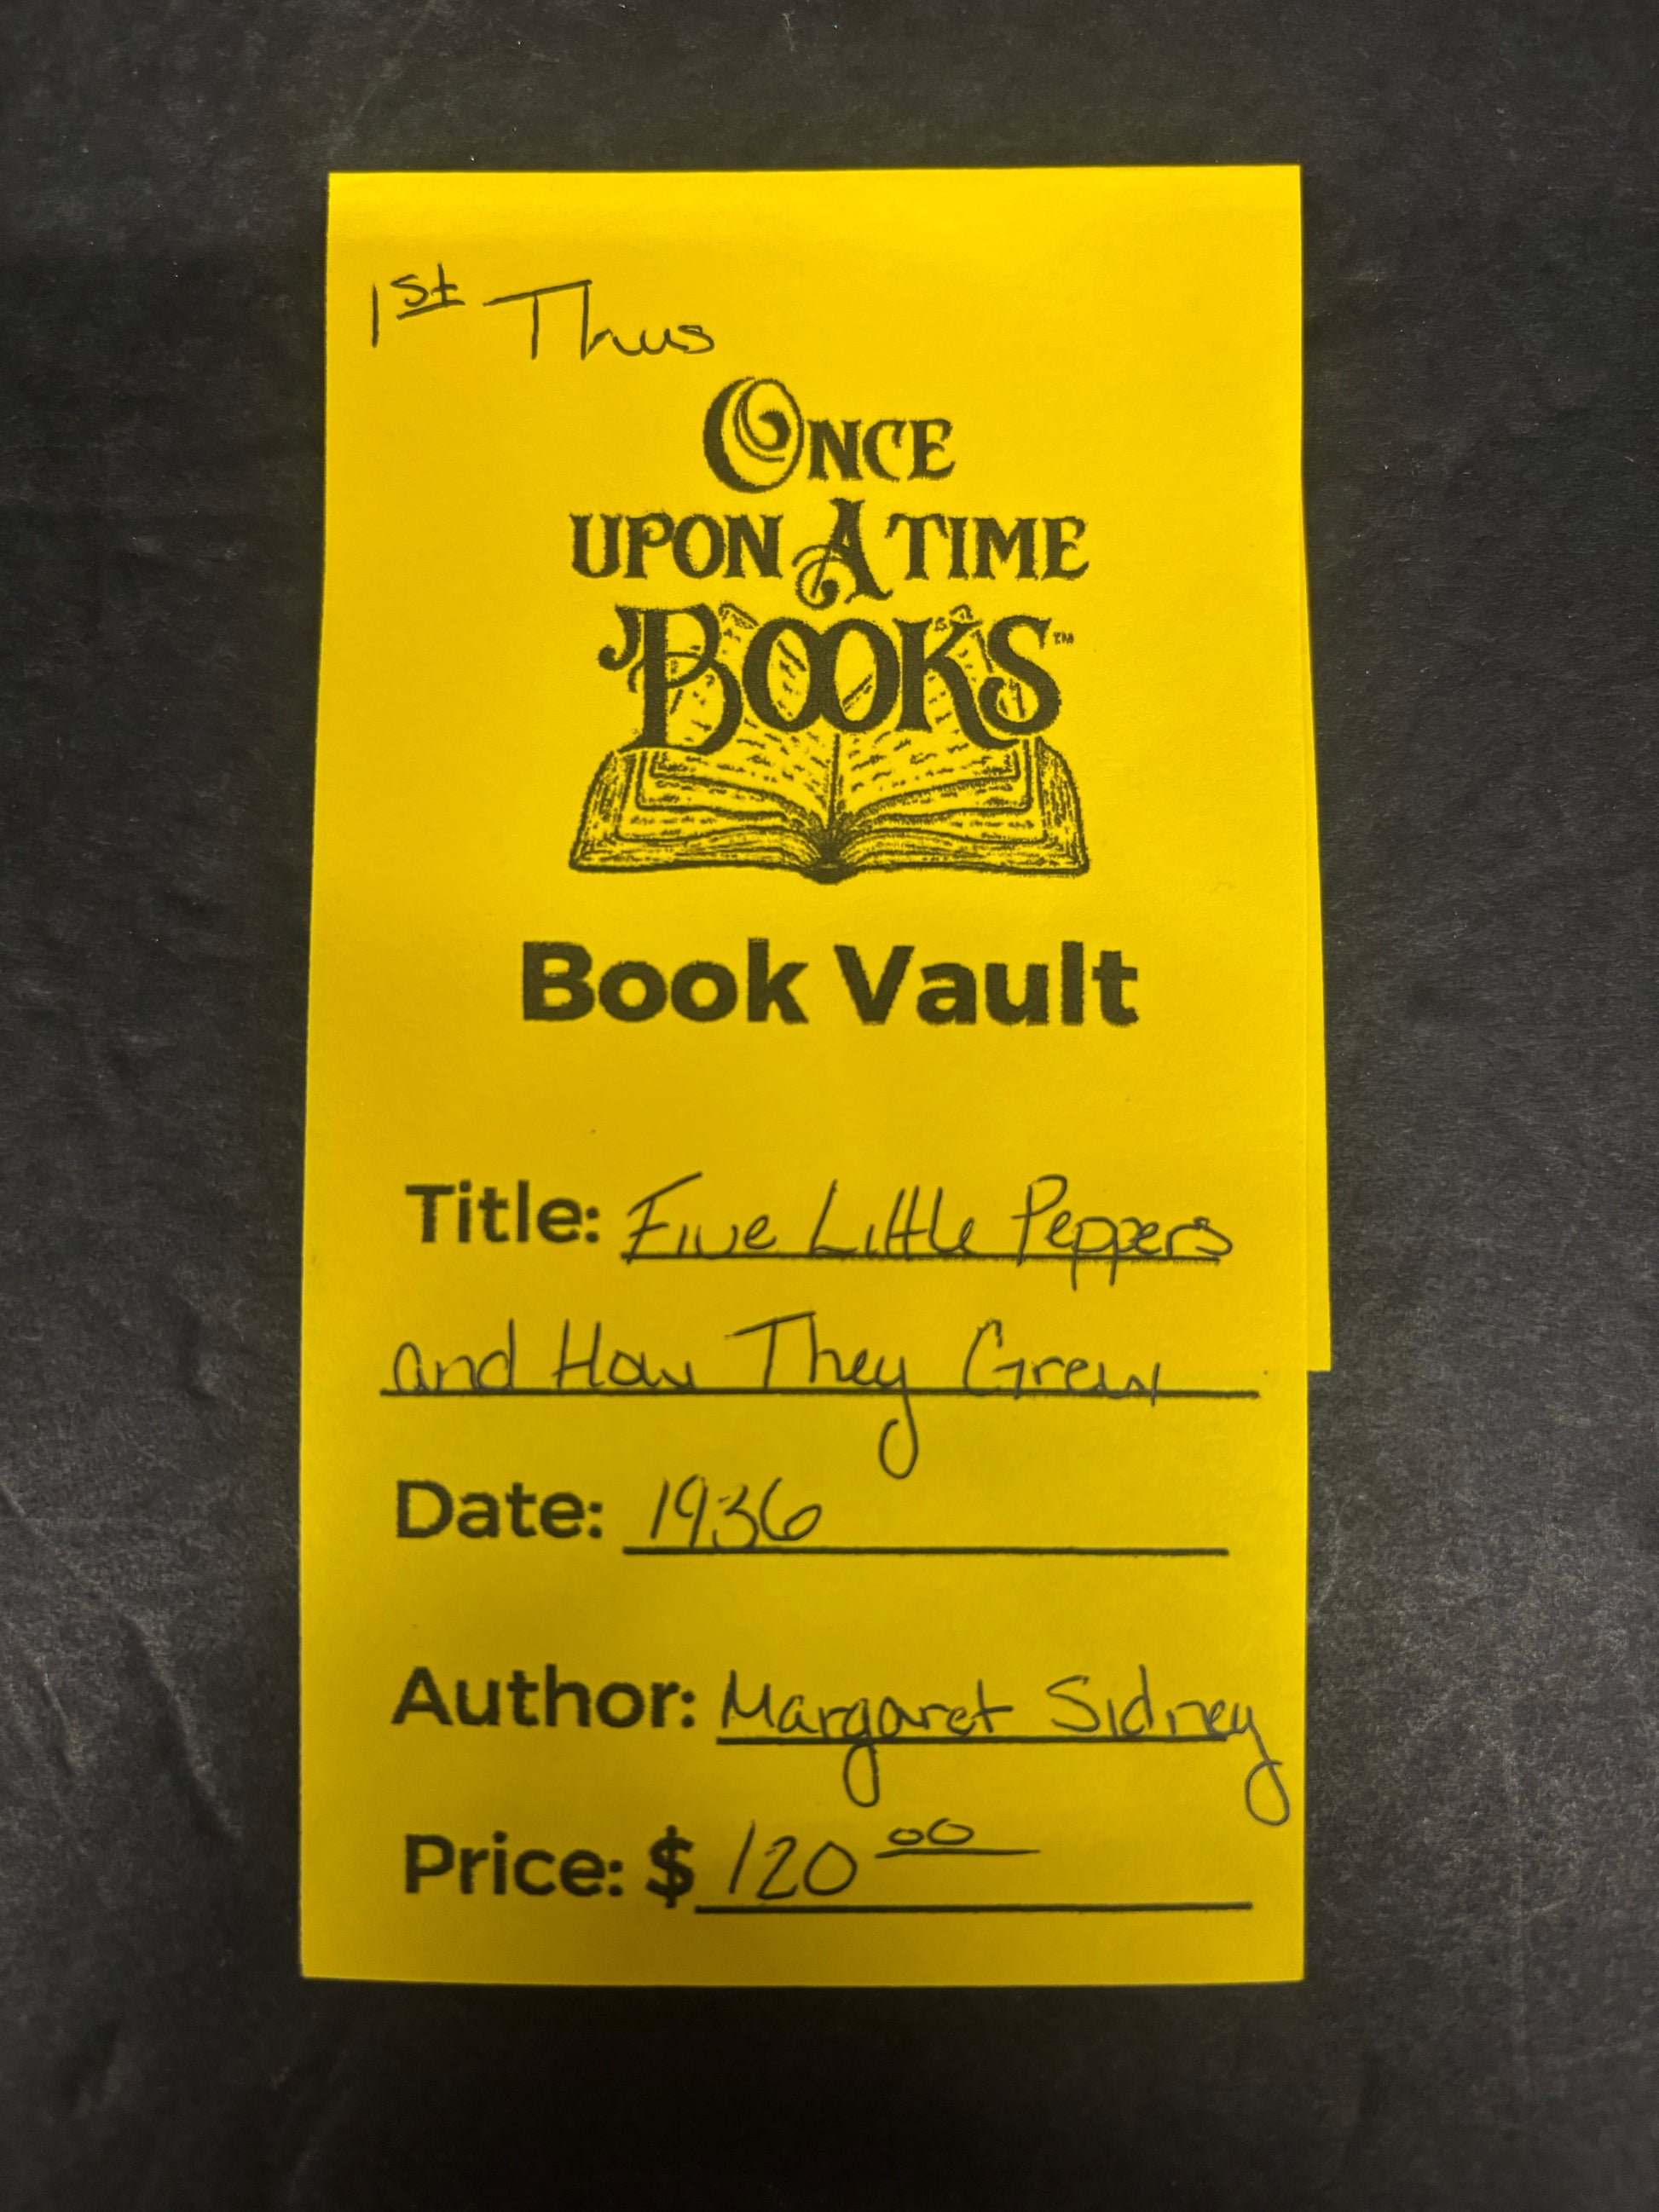 1st Thus
ONCE
UPON A TIME
BOOKS™
Book Vault
Title: Five Little Peppers
and How They Grew
Date: 1936
Author: Margaret Sidney
Price: $120 00